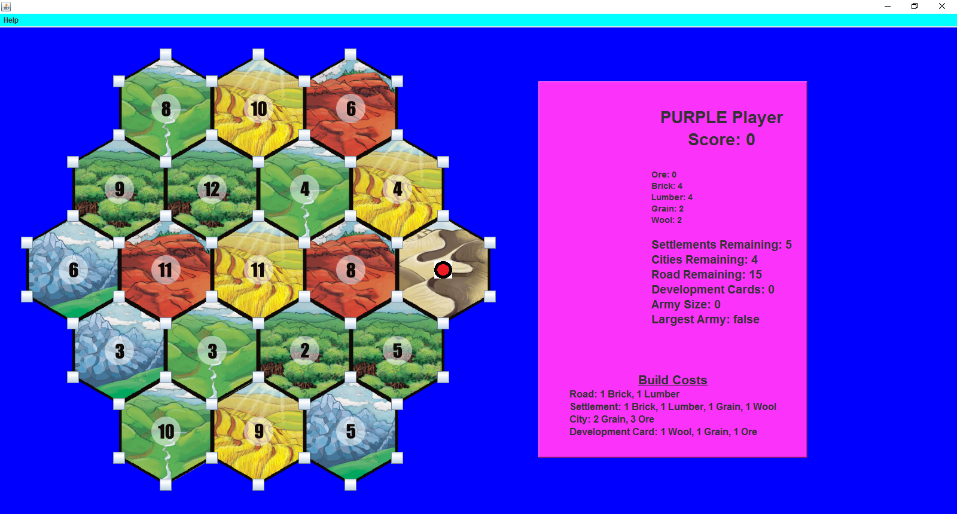 Help
8 10 6
9 12 4 4
6 11 11 8
3 3 2 5
10 9 5
PURPLE Player
Score: 0
Ore: 0
Brick: 4
Lumber: 4
Grain: 2
Wool: 2
Settlements Remaining: 5
Cities Remaining: 4
Road Remaining: 15
Development Cards: 0
Army Size: 0
Largest Army: false
Build Costs
Road: 1 Brick, 1 Lumber
Settlement: 1 Brick, 1 Lumber, 1 Grain, 1 Wool
City: 2 Grain, 3 Ore
Development Card: 1 Wool, 1 Grain, 1 Ore